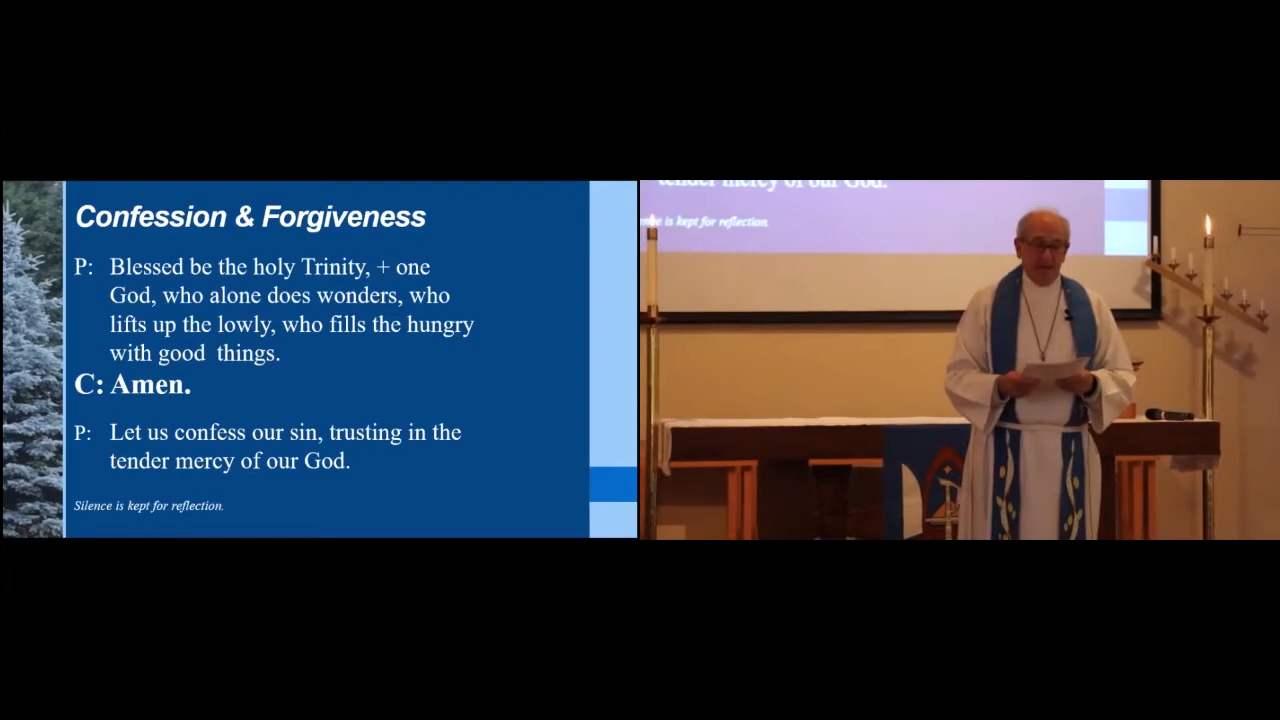 Confession & Forgiveness
P: Blessed be the holy Trinity, + one
God, who alone does wonders, who
lifts up the lowly, who fills the hungry
with good things.
C: Amen.
P: Let us confess our sin, trusting in the
tender mercy of our God.
Silence is kept for reflection.
tender mercy of our God.
is kept for reflection.